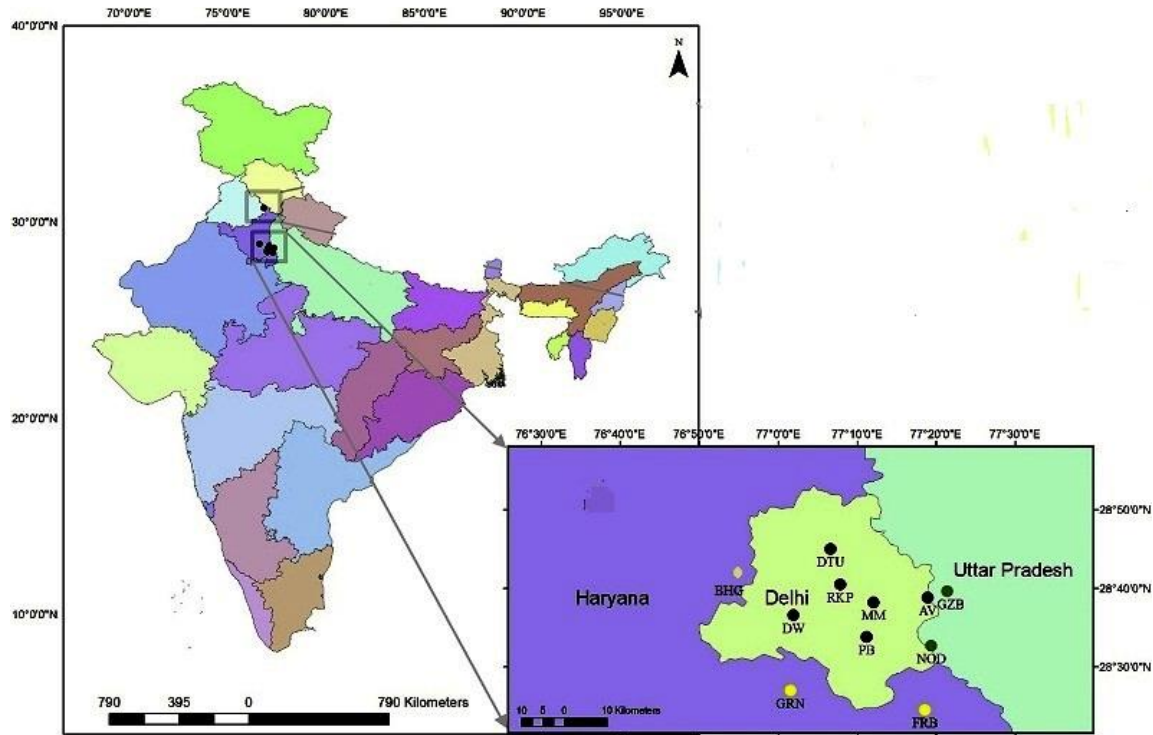 70°0'0"E 75°0'0"E 80°0'0"E 85°0'0"E 90°0'0"E 95°0'0"E
40°0'0"N
N
30°0'0"N
20°0'0"N
10°0'0"N
790 395 0 790 Kilometers
76°30'0"E 76°40'0"E 76°50'0"E 77°0'0"E 77°10'0"E 77°20'0"E 77°30'0"E
28°50'0"N
DTU
Uttar Pradesh
28°40'0"N
BHG
Haryana
Delhi
RKP
MM
AV
GZB
DW
PB
NOD
28°30'0"N
GRN
FRB
10 5 0 10 Kilometers